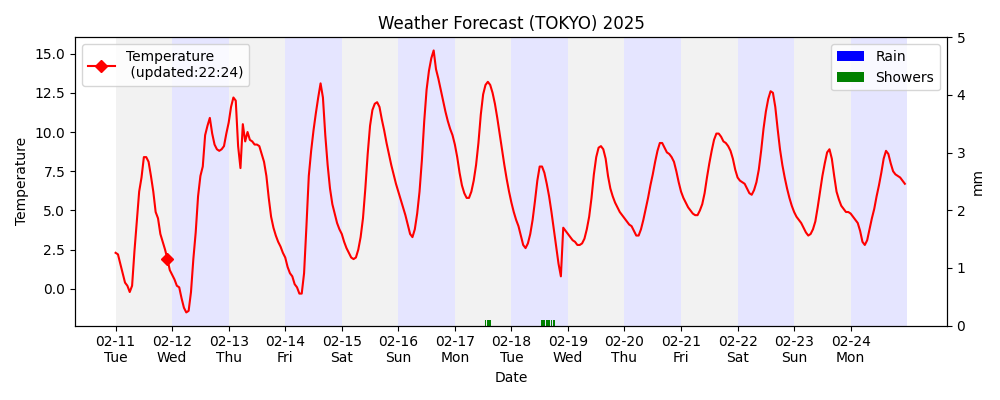 Weather Forecast (TOKYO) 2025
Temperature
(updated:22:24)
Rain
Showers
Temperature
15.0
12.5
10.0
7.5
5.0
2.5
0.0
5
4
3
2
1
0
mm
02-11 02-12 02-13 02-14 02-15 02-16 02-17 02-18 02-19 02-20 02-21 02-22 02-23 02-24
Tue Wed Thu Fri Sat Sun Mon Tue Wed Thu Fri Sat Sun Mon
Date